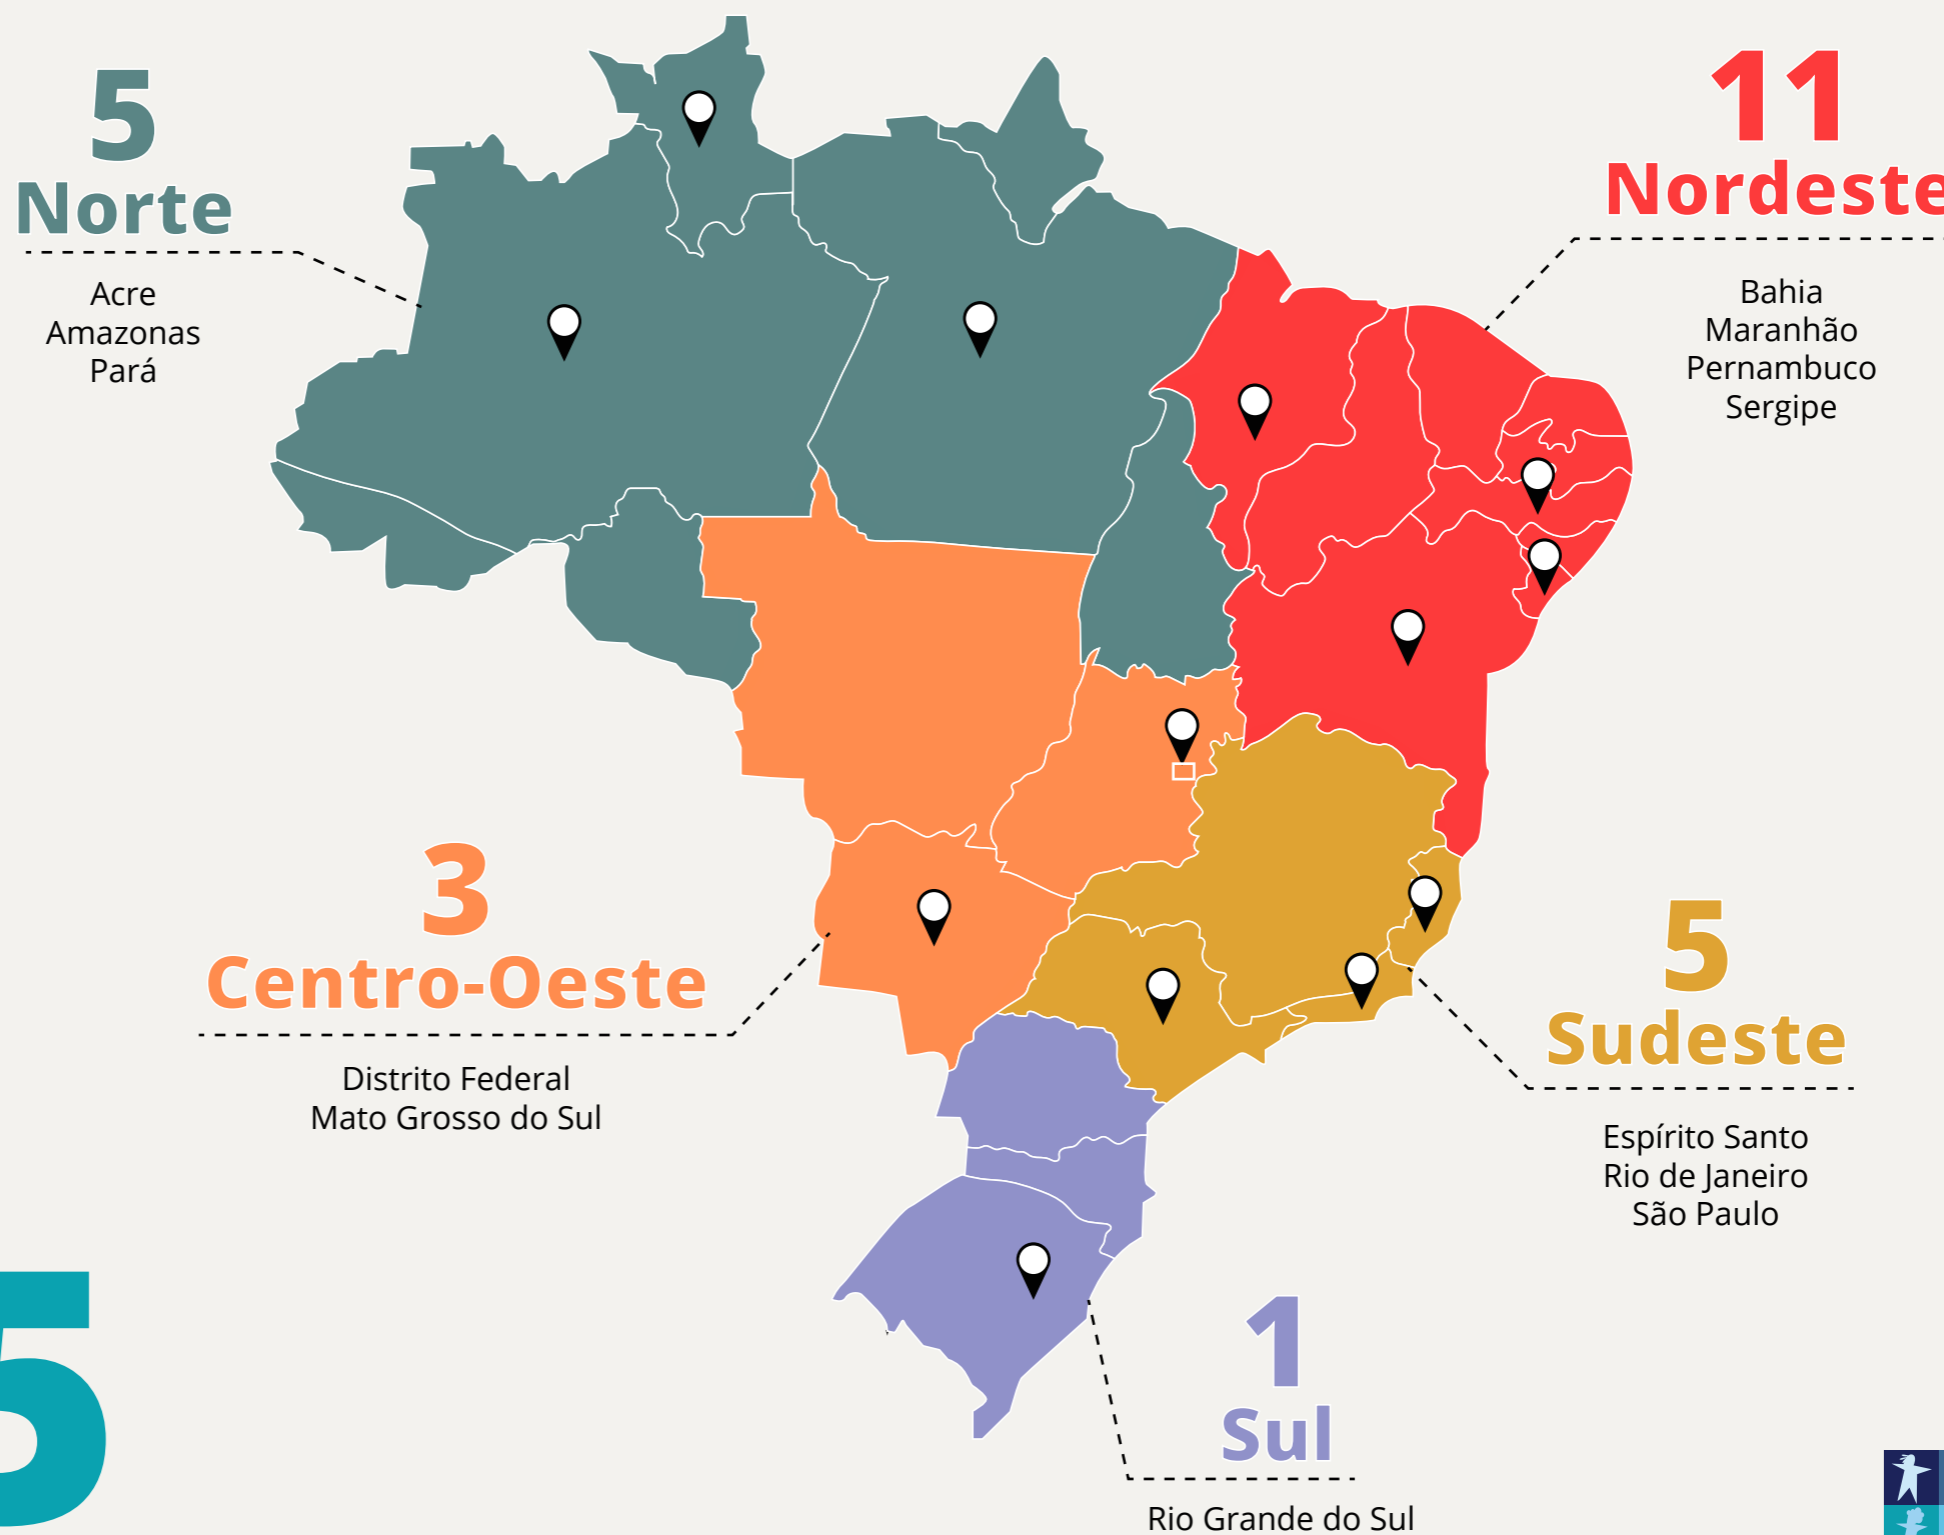 5
Norte
Acre
Amazonas
Pará
11
Nordeste
Bahia
Maranhão
Pernambuco
Sergipe
3
Centro-Oeste
Distrito Federal
Mato Grosso do Sul
5
Sudeste
Espírito Santo
Rio de Janeiro
São Paulo
1
Sul
Rio Grande do Sul
5